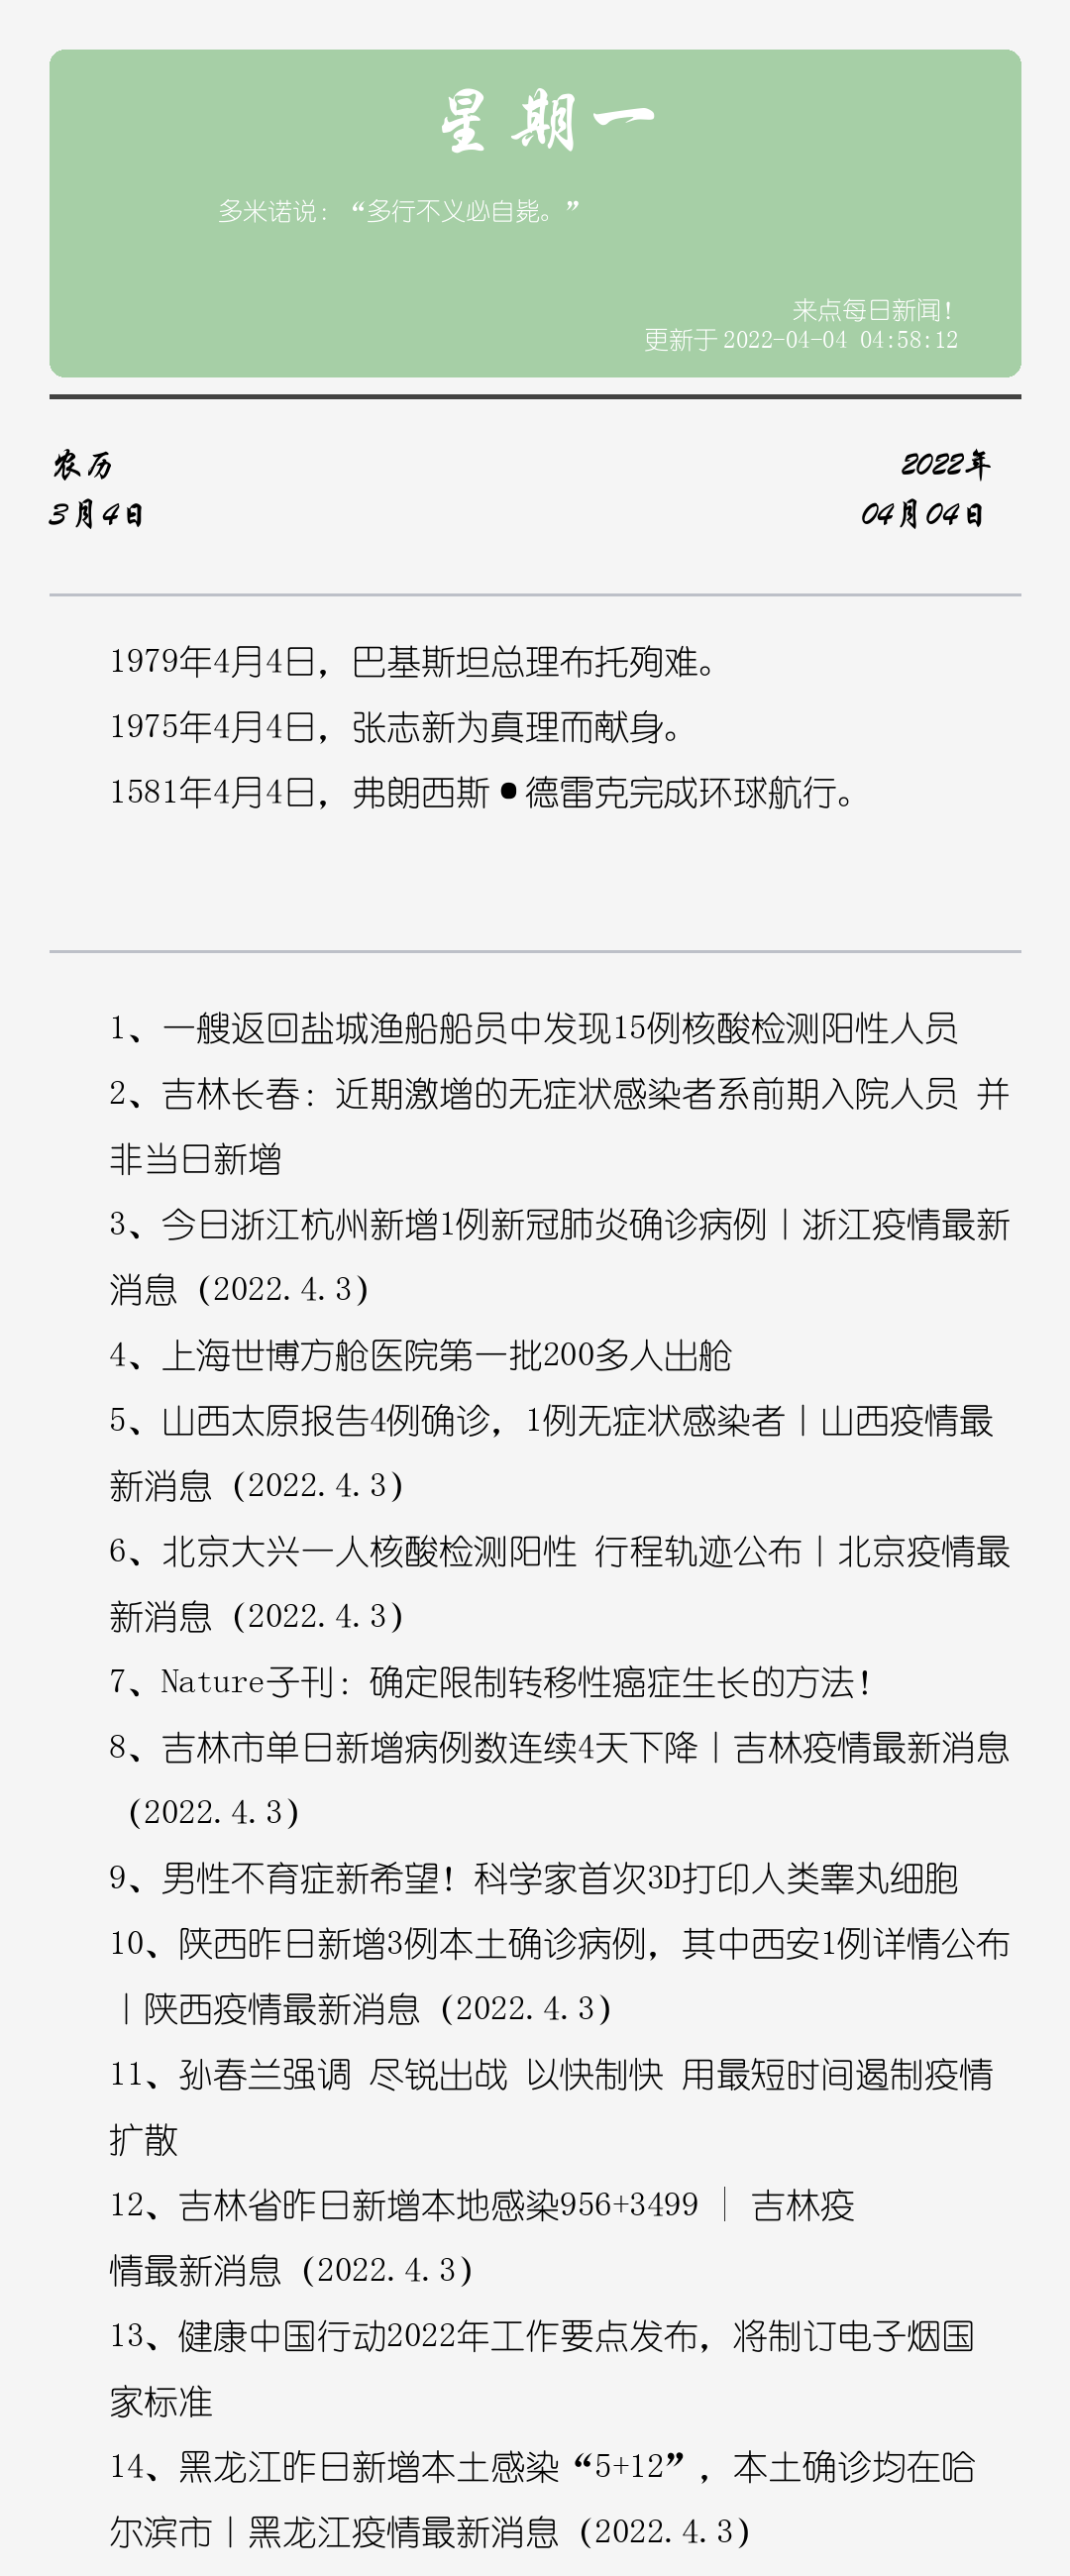 星期一
多米诺说：“多行不义必自毙。”
来点每日新闻！
更新于2022-04-04 04:58:12
农历
2022年
3月4日
04月04日
1979年4月4日，巴基斯坦总理布托殉难。
1975年4月4日，张志新为真理而献身。
1581年4月4日，弗朗西斯•德雷克完成环球航行。
1、一艘返回盐城渔船船员中发现15例核酸检测阳性人员
2、吉林长春：近期激增的无症状感染者系前期入院人员 并
非当日新增
3、今日浙江杭州新增1例新冠肺炎确诊病例丨浙江疫情最新
消息（2022.4.3）
4、上海世博方舱医院第一批200多人出舱
5、山西太原报告4例确诊，1例无症状感染者丨山西疫情最
新消息（2022.4.3）
6、北京大兴一人核酸检测阳性 行程轨迹公布丨北京疫情最
新消息（2022.4.3）
7、Nature子刊：确定限制转移性癌症生长的方法！
8、吉林市单日新增病例数连续4天下降丨吉林疫情最新消息
（2022.4.3）
9、男性不育症新希望！科学家首次3D打印人类睾丸细胞
10、陕西昨日新增3例本土确诊病例，其中西安1例详情公布
丨陕西疫情最新消息（2022.4.3）
11、孙春兰强调 尽锐出战 以快制快 用最短时间遏制疫情
扩散
12、吉林省昨日新增本地感染956+3499 │ 吉林疫
情最新消息（2022.4.3）
13、健康中国行动2022年工作要点发布，将制订电子烟国
家标准
14、黑龙江昨日新增本土感染“5+12”，本土确诊均在哈
尔滨市丨黑龙江疫情最新消息（2022.4.3）